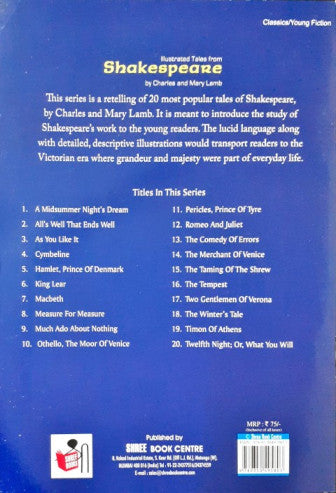 Classics/Young Fiction
Illustrated Tales from
Shakespeare
by Charles and Mary Lamb
This series is a retelling of 20 most popular tales of Shakespeare,
by Charles and Mary Lamb. It is meant to introduce the study of
Shakespeare's work to the young readers. The lucid language along
with detailed, descriptive illustrations would transport readers to the
Victorian era where grandeur and majesty were part of everyday life.
Titles In This Series
1. A Midsummer Night's Dream
2. All's Well That Ends Well
3. As You Like It
4. Cymbeline
5. Hamlet, Prince Of Denmark
6. King Lear
7. Macbeth
8. Measure For Measure
9. Much Ado About Nothing
10. Othello, The Moor Of Venice
11. Pericles, Prince Of Tyre
12. Romeo And Juliet
13. The Comedy Of Errors
14. The Merchant Of Venice
15. The Taming Of The Shrew
16. The Tempest
17. Two Gentlemen Of Verona
18. The Winter's Tale
19. Timon Of Athens
20. Twelfth Night; Or, What You Will
Published by
SHREE BOOK CENTRE
MRP : ₹ 75/-
(Inclusive of all taxes)